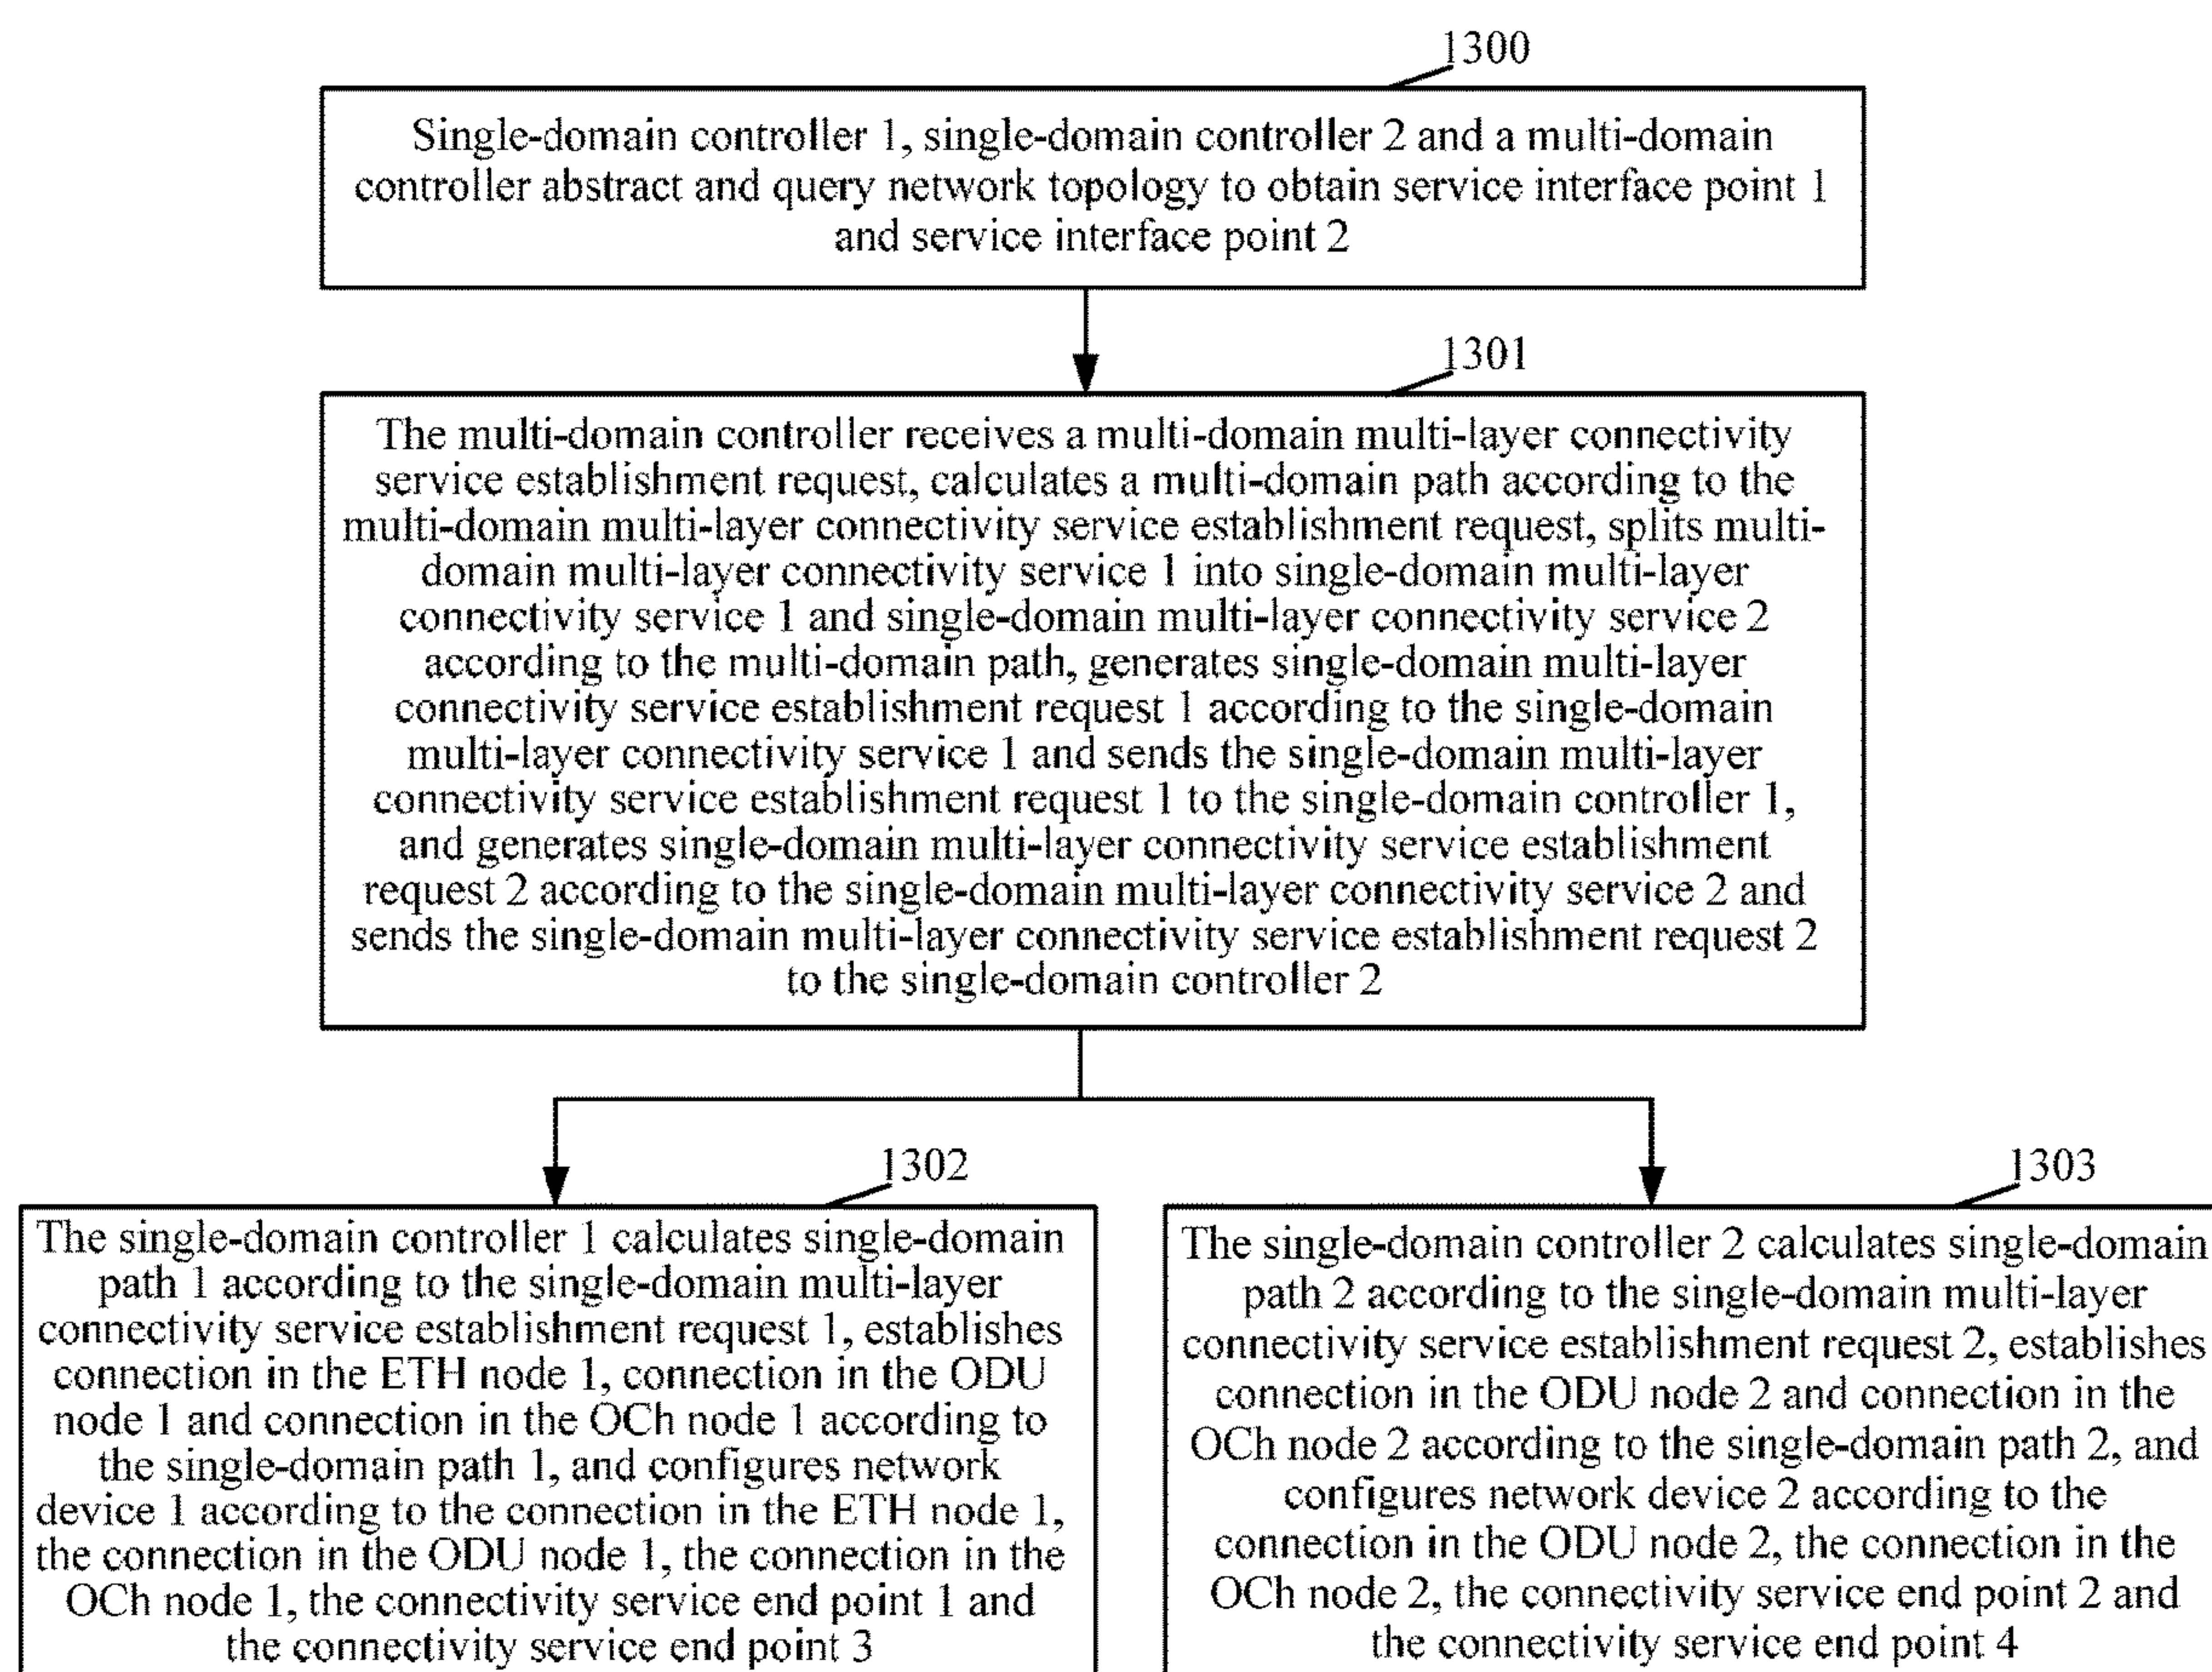 1300
Single-domain controller 1, single-domain controller 2 and a multi-domain
controller abstract and query network topology to obtain service interface point 1
and service interface point 2
1301
The multi-domain controller receives a multi-domain multi-layer connectivity
service establishment request, calculates a multi-domain path according to the
multi-domain multi-layer connectivity service establishment request, splits multi-
domain multi-layer connectivity service 1 into single-domain multi-layer
connectivity service 1 and single-domain multi-layer connectivity service 2
according to the multi-domain path, generates single-domain multi-layer
connectivity service establishment request 1 according to the single-domain
multi-layer connectivity service 1 and sends the single-domain multi-layer
connectivity service establishment request 1 to the single-domain controller 1,
and generates single-domain multi-layer connectivity service establishment
request 2 according to the single-domain multi-layer connectivity service 2 and
sends the single-domain multi-layer connectivity service establishment request 2
to the single-domain controller 2
1302
The single-domain controller 1 calculates single-domain
path 1 according to the single-domain multi-layer
connectivity service establishment request 1, establishes
connection in the ETH node 1, connection in the ODU
node 1 and connection in the OCh node 1 according to
the single-domain path 1, and configures network
device 1 according to the connection in the ETH node 1,
the connection in the ODU node 1, the connection in the
OCh node 1, the connectivity service end point 1 and
the connectivity service end point 3
1303
The single-domain controller 2 calculates single-domain
path 2 according to the single-domain multi-layer
connectivity service establishment request 2, establishes
connection in the ODU node 2 and connection in the
OCh node 2 according to the single-domain path 2, and
configures network device 2 according to the
connection in the ODU node 2, the connection in the
OCh node 2, the connectivity service end point 2 and
the connectivity service end point 4